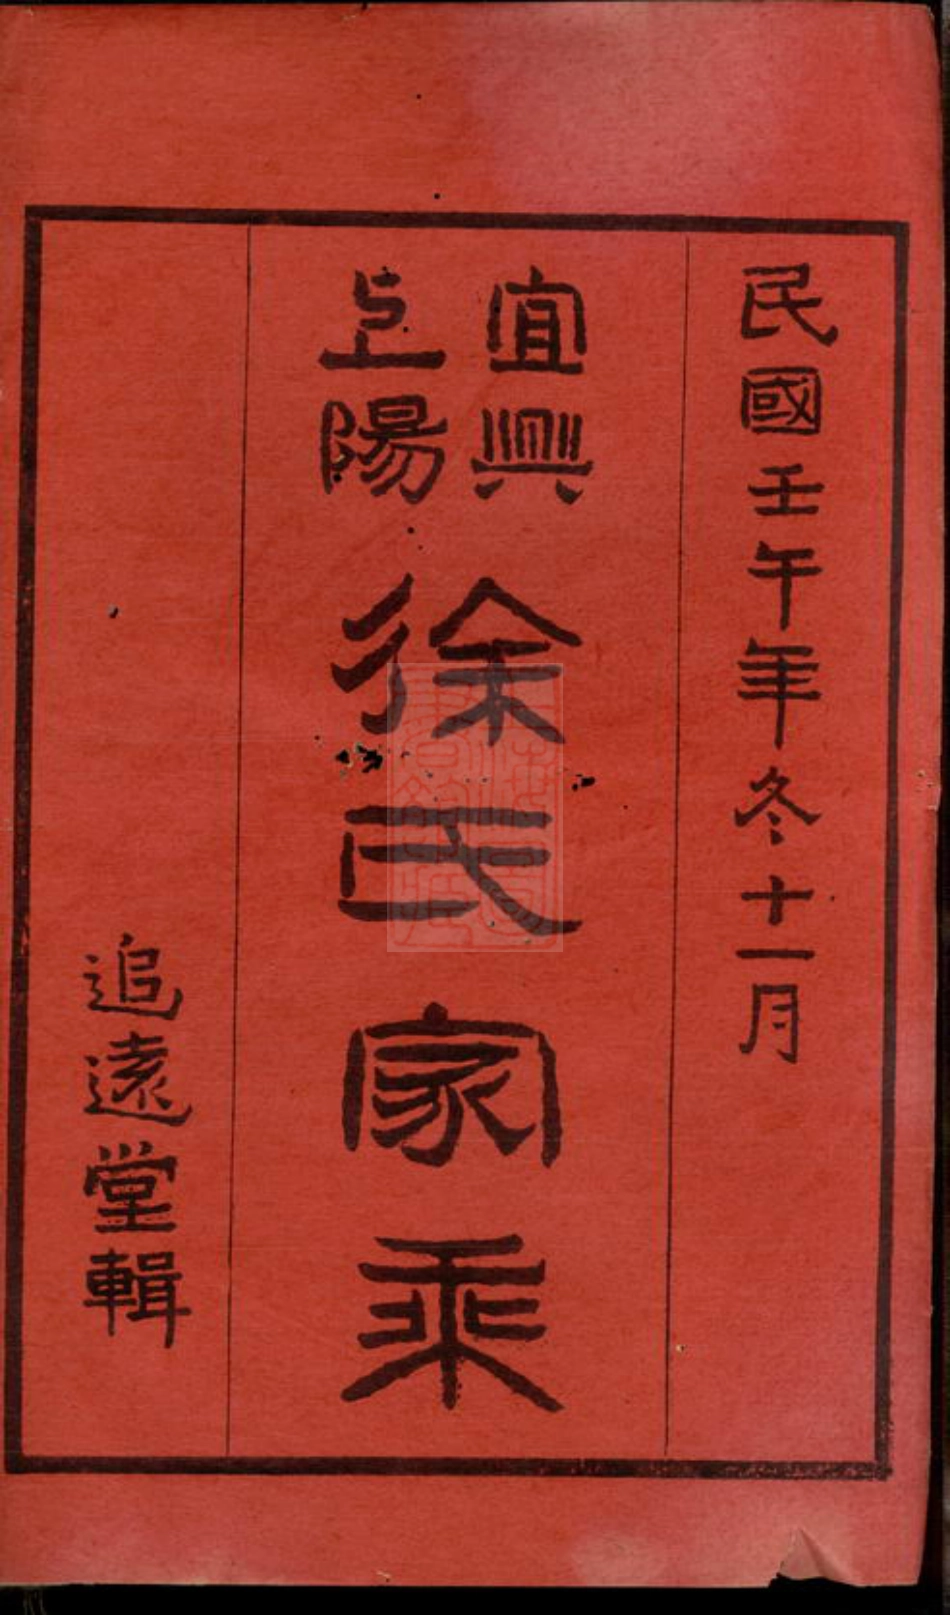 民國壬午年冬十一月
宜興
上陽
徐氏家乘
追遠堂輯